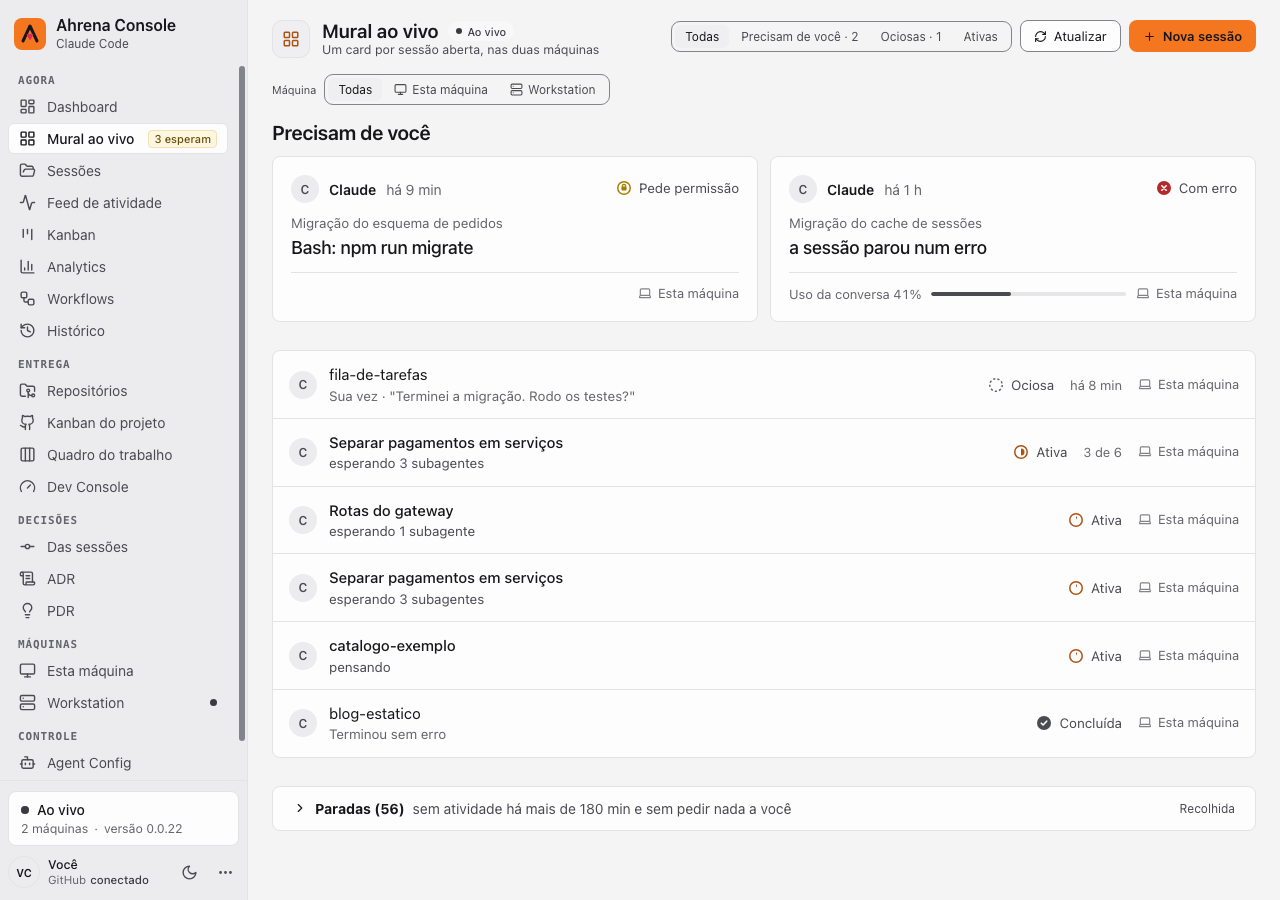 Ahrena Console
Claude Code
AGORA
Dashboard
Mural ao vivo
3 esperam
Sessões
Feed de atividade
Kanban
Analytics
Workflows
Histórico
ENTREGA
Repositórios
Kanban do projeto
Quadro do trabalho
Dev Console
DECISÕES
Das sessões
ADR
PDR
MÁQUINAS
Esta máquina
Workstation
CONTROLE
Agent Config
Ao vivo
2 máquinas · versão 0.0.22
VC
Você
GitHub conectado
Mural ao vivo
Ao vivo
Um card por sessão aberta, nas duas máquinas
Todas
Precisam de você · 2
Ociosas · 1
Ativas
Atualizar
Nova sessão
Máquina
Todas
Esta máquina
Workstation
Precisam de você
C
Claude há 9 min
Pede permissão
Migração do esquema de pedidos
Bash: npm run migrate
Esta máquina
C
Claude há 1 h
Com erro
Migração do cache de sessões
a sessão parou num erro
Uso da conversa 41%
Esta máquina
C
fila-de-tarefas
Sua vez · "Terminei a migração. Rodo os testes?"
Ociosa há 8 min Esta máquina
C
Separar pagamentos em serviços
esperando 3 subagentes
Ativa 3 de 6 Esta máquina
C
Rotas do gateway
esperando 1 subagente
Ativa Esta máquina
C
Separar pagamentos em serviços
esperando 3 subagentes
Ativa Esta máquina
C
catalogo-exemplo
pensando
Ativa Esta máquina
C
blog-estatico
Terminou sem erro
Concluída Esta máquina
Paradas (56) sem atividade há mais de 180 min e sem pedir nada a você
Recolhida